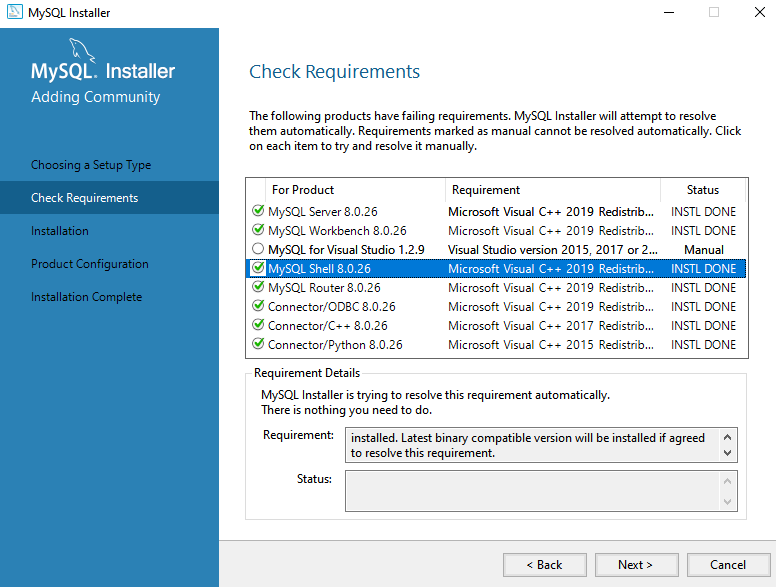 MySQL Installer
MySQL. Installer
Adding Community
Choosing a Setup Type
Check Requirements
Installation
Product Configuration
Installation Complete
Check Requirements
The following products have failing requirements. MySQL Installer will attempt to resolve
them automatically. Requirements marked as manual cannot be resolved automatically. Click
on each item to try and resolve it manually.
For Product Requirement Status
MySQL Server 8.0.26 Microsoft Visual C++ 2019 Redistrib... INSTL DONE
MySQL Workbench 8.0.26 Microsoft Visual C++ 2019 Redistrib... INSTL DONE
MySQL for Visual Studio 1.2.9 Visual Studio version 2015, 2017 or 2... Manual
MySQL Shell 8.0.26 Microsoft Visual C++ 2019 Redistrib... INSTL DONE
MySQL Router 8.0.26 Microsoft Visual C++ 2019 Redistrib... INSTL DONE
Connector/ODBC 8.0.26 Microsoft Visual C++ 2019 Redistrib... INSTL DONE
Connector/C++ 8.0.26 Microsoft Visual C++ 2017 Redistrib... INSTL DONE
Connector/Python 8.0.26 Microsoft Visual C++ 2015 Redistrib... INSTL DONE
Requirement Details
MySQL Installer is trying to resolve this requirement automatically.
There is nothing you need to do.
Requirement: installed. Latest binary compatible version will be installed if agreed
to resolve this requirement.
Status:
< Back Next > Cancel